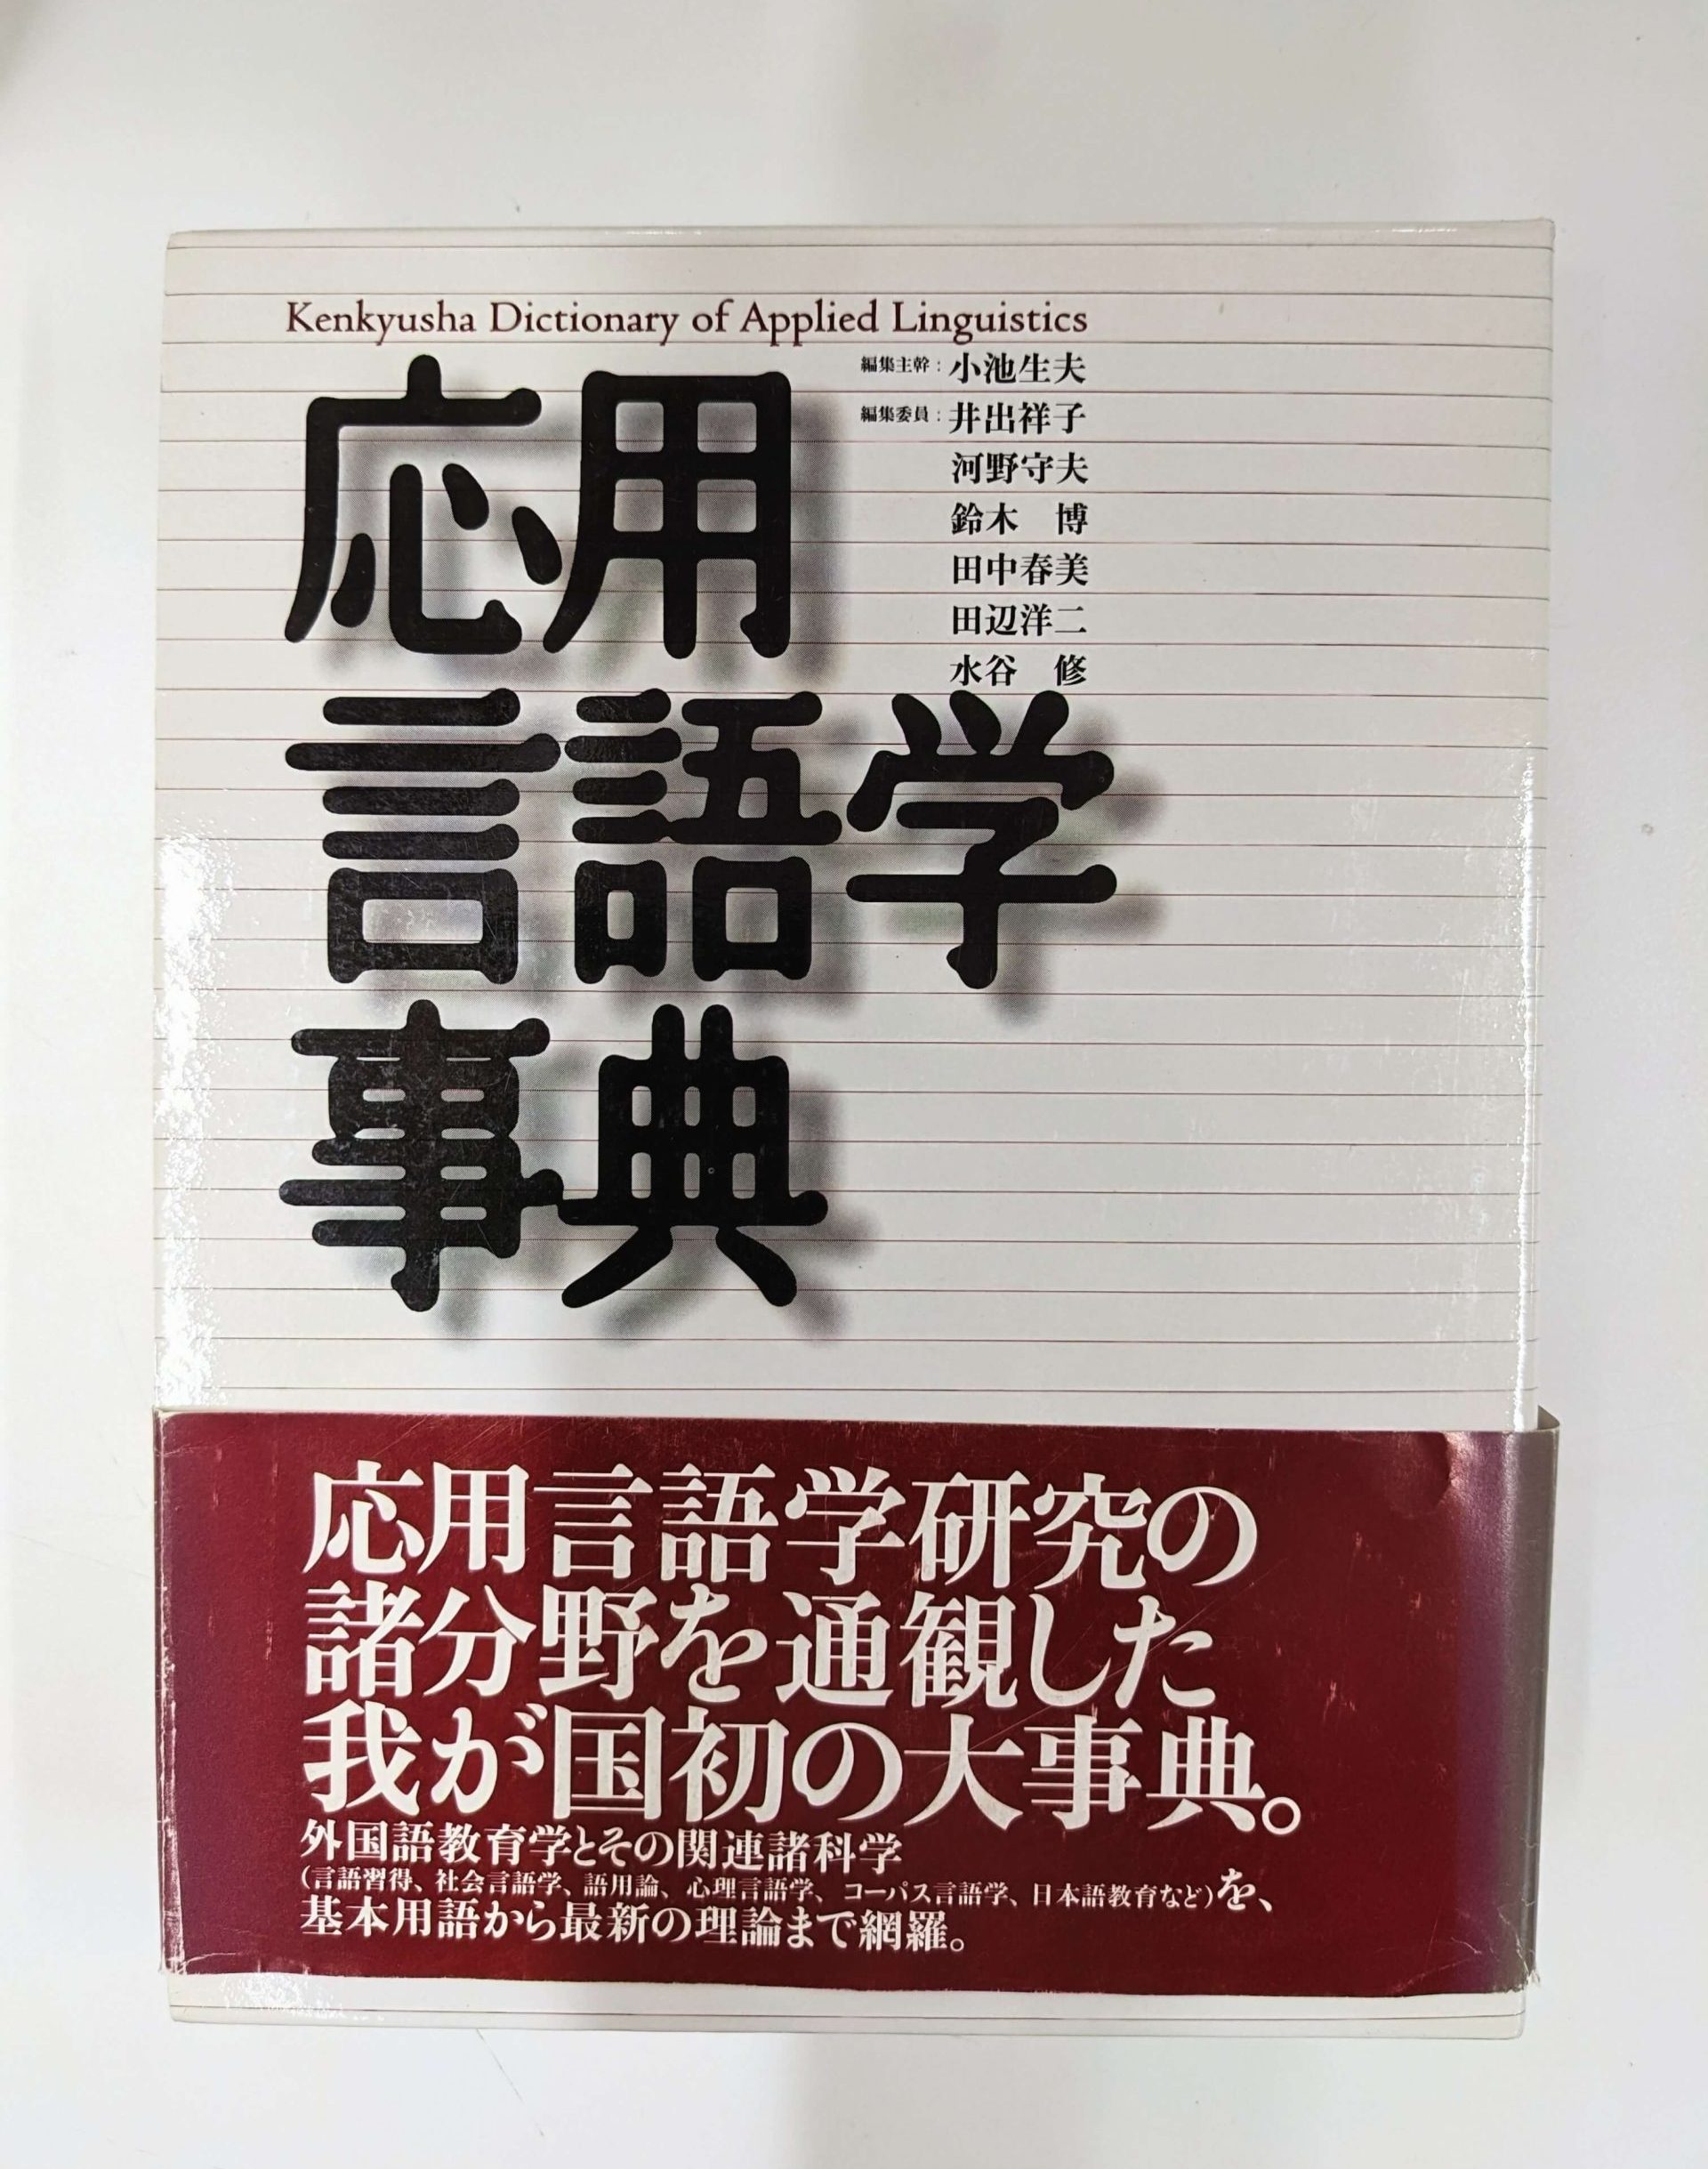 Kenkyusha Dictionary of Applied Linguistics
応用
言語学
事典
編集主幹：小池生夫
編集委員：井出祥子
河野守夫
鈴木　博
田中春美
田辺洋二
水谷　修
応用言語学研究の
諸分野を通観した
我が国初の大事典。
外国語教育学とその関連諸科学
（言語習得、社会言語学、語用論、心理言語学、コーパス言語学、日本語教育など）を、
基本用語から最新の理論まで網羅。